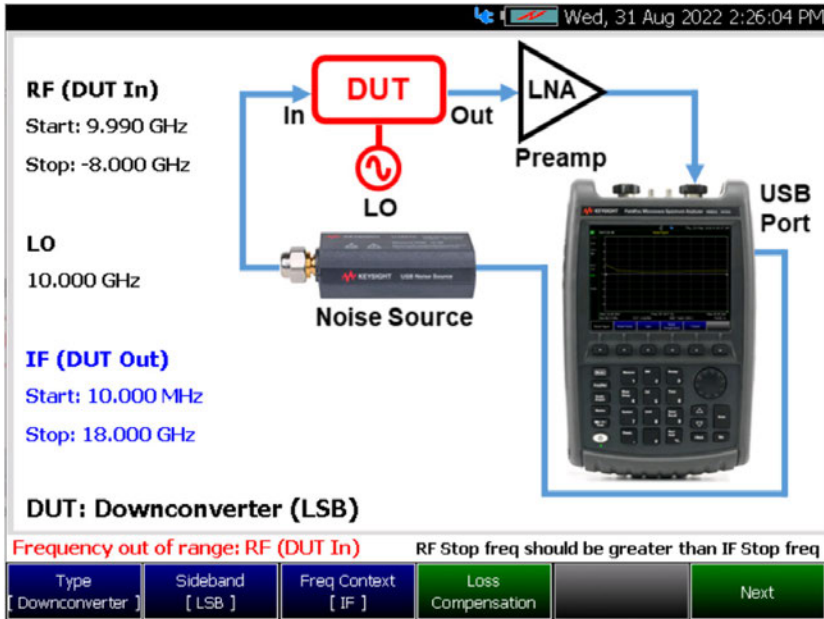 Wed, 31 Aug 2022 2:26:04 PM
RF (DUT In)
Start: 9.990 GHz
Stop: -8.000 GHz
LO
10.000 GHz
IF (DUT Out)
Start: 10.000 MHz
Stop: 18.000 GHz
DUT: Downconverter (LSB)
In
DUT
Out
LNA
Preamp
LO
KEYSIGHT USB Noise Source
Noise Source
USB
Port
KEYSIGHT
Frequency out of range: RF (DUT In)
RF Stop freq should be greater than IF Stop freq
Type
[ Downconverter ]
Sideband
[ LSB ]
Freq Context
[ IF ]
Loss
Compensation
Next